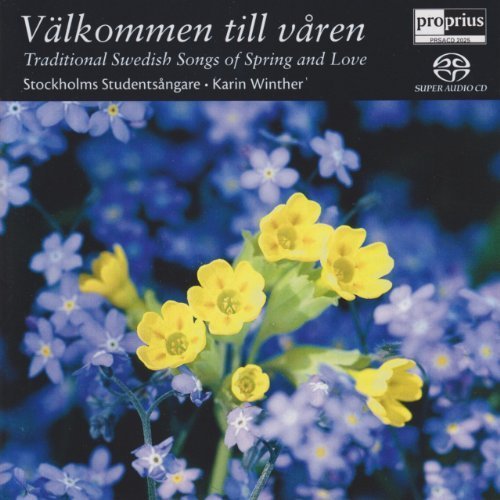 Välkommen till våren
Traditional Swedish Songs of Spring and Love
Stockholms Studentsångare • Karin Winther
proprius
PRSACD 2025
SUPER AUDIO CD